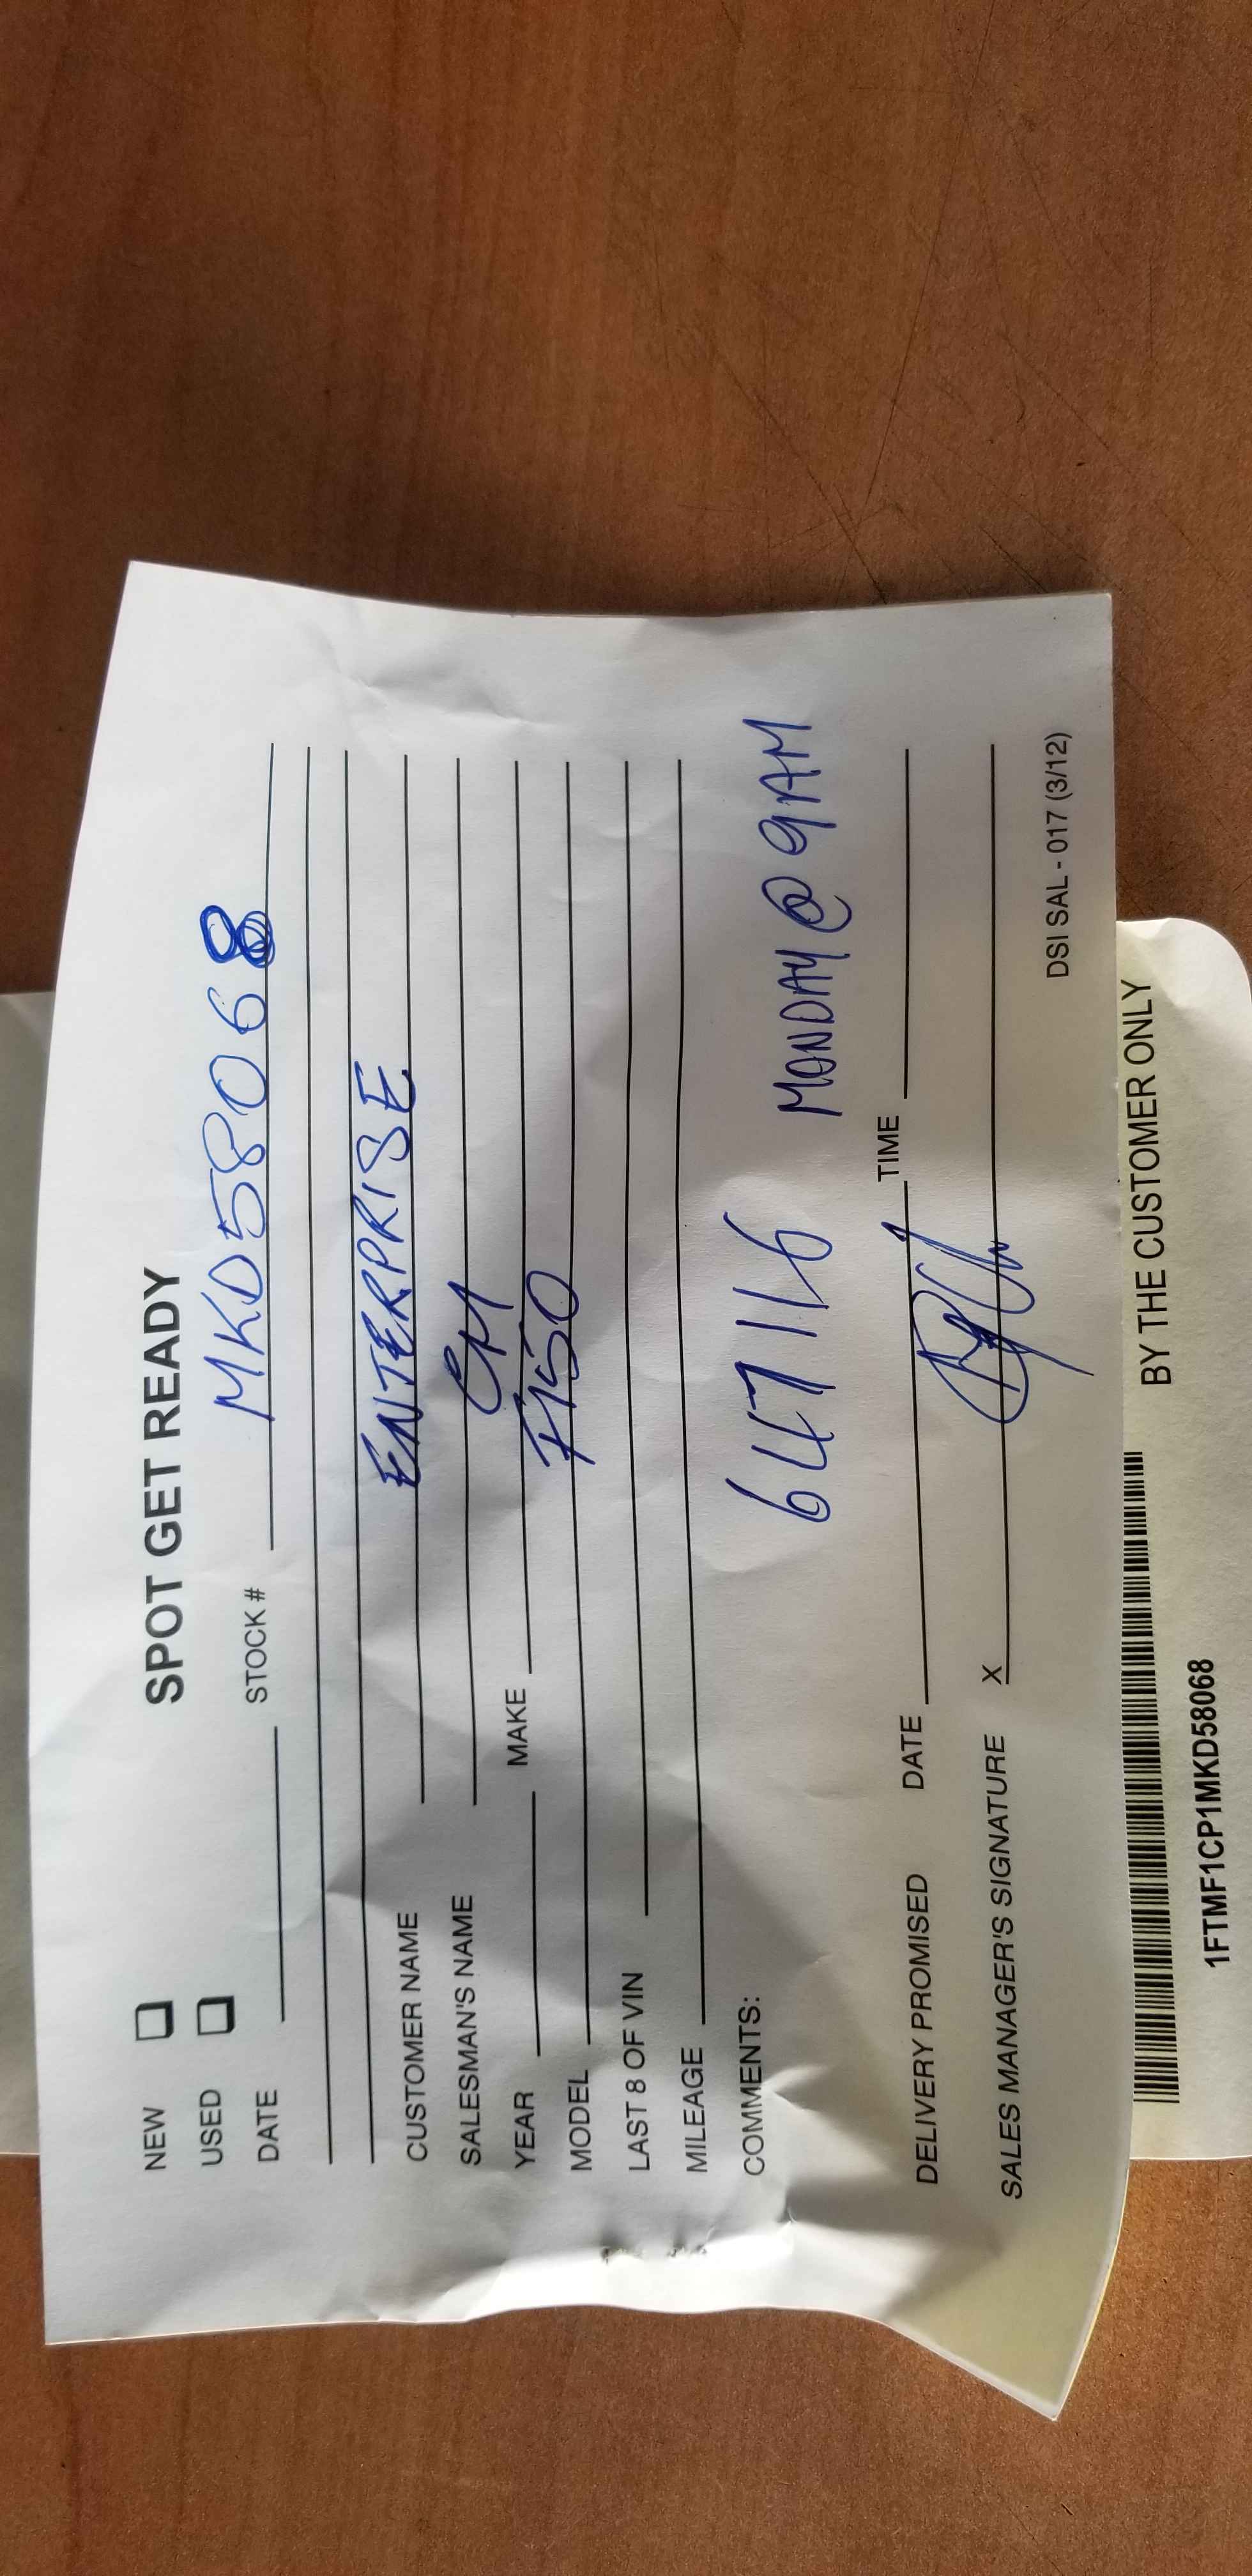 SPOT GET READY
NEW
USED
DATE STOCK # MKD58068
CUSTOMER NAME ENTERPRISE
SALESMAN'S NAME
YEAR MAKE
MODEL F150
LAST 8 OF VIN
MILEAGE
COMMENTS:
647116 MONDAY @ 9AM
DELIVERY PROMISED DATE TIME
SALES MANAGER'S SIGNATURE X
DSI SAL - 017 (3/12)
BY THE CUSTOMER ONLY
1FTMF1CP1MKD58068